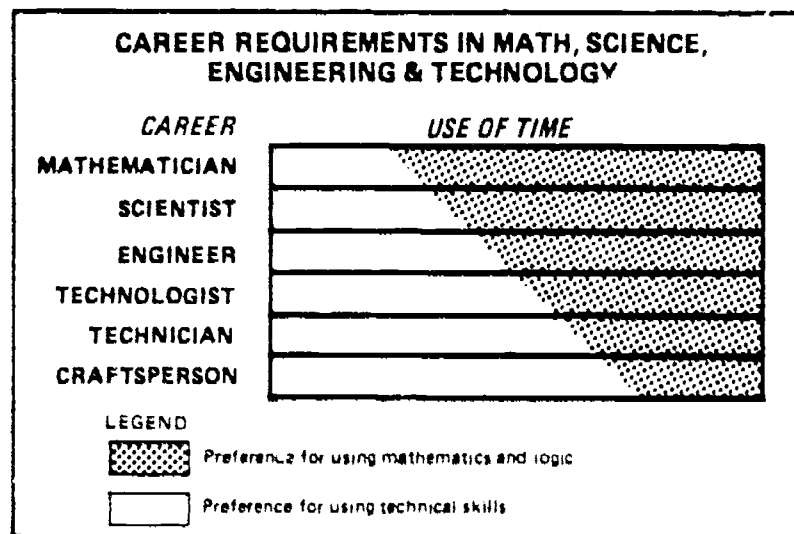 CAREER REQUIREMENTS IN MATH, SCIENCE,
ENGINEERING & TECHNOLOGY
CAREER USE OF TIME
MATHEMATICIAN
SCIENTIST
ENGINEER
TECHNOLOGIST
TECHNICIAN
CRAFTSPERSON
LEGEND
Preference for using mathematics and logic
Preference for using technical skills